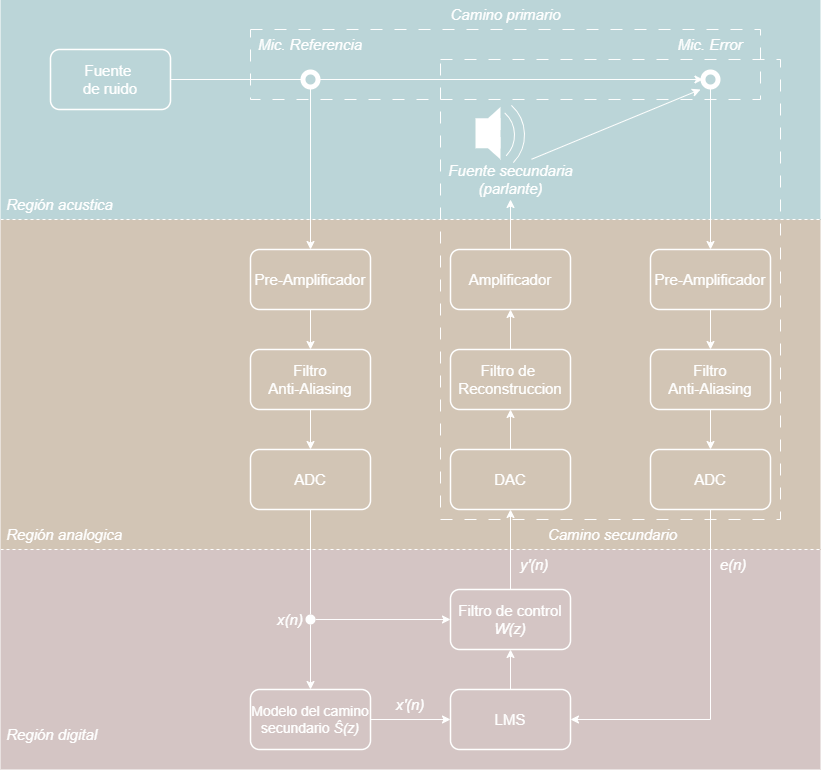 Camino primario
Mic. Referencia
Mic. Error
Fuente
de ruido
Fuente secundaria
(parlante)
Región acustica
Pre-Amplificador
Amplificador
Pre-Amplificador
Filtro
Anti-Aliasing
Filtro de
Reconstruccion
Filtro
Anti-Aliasing
ADC
DAC
ADC
Región analogica
Camino secundario
y'(n)
e(n)
x(n)
Filtro de control
W(z)
Modelo del camino
secundario Ŝ(z)
x'(n)
LMS
Región digital